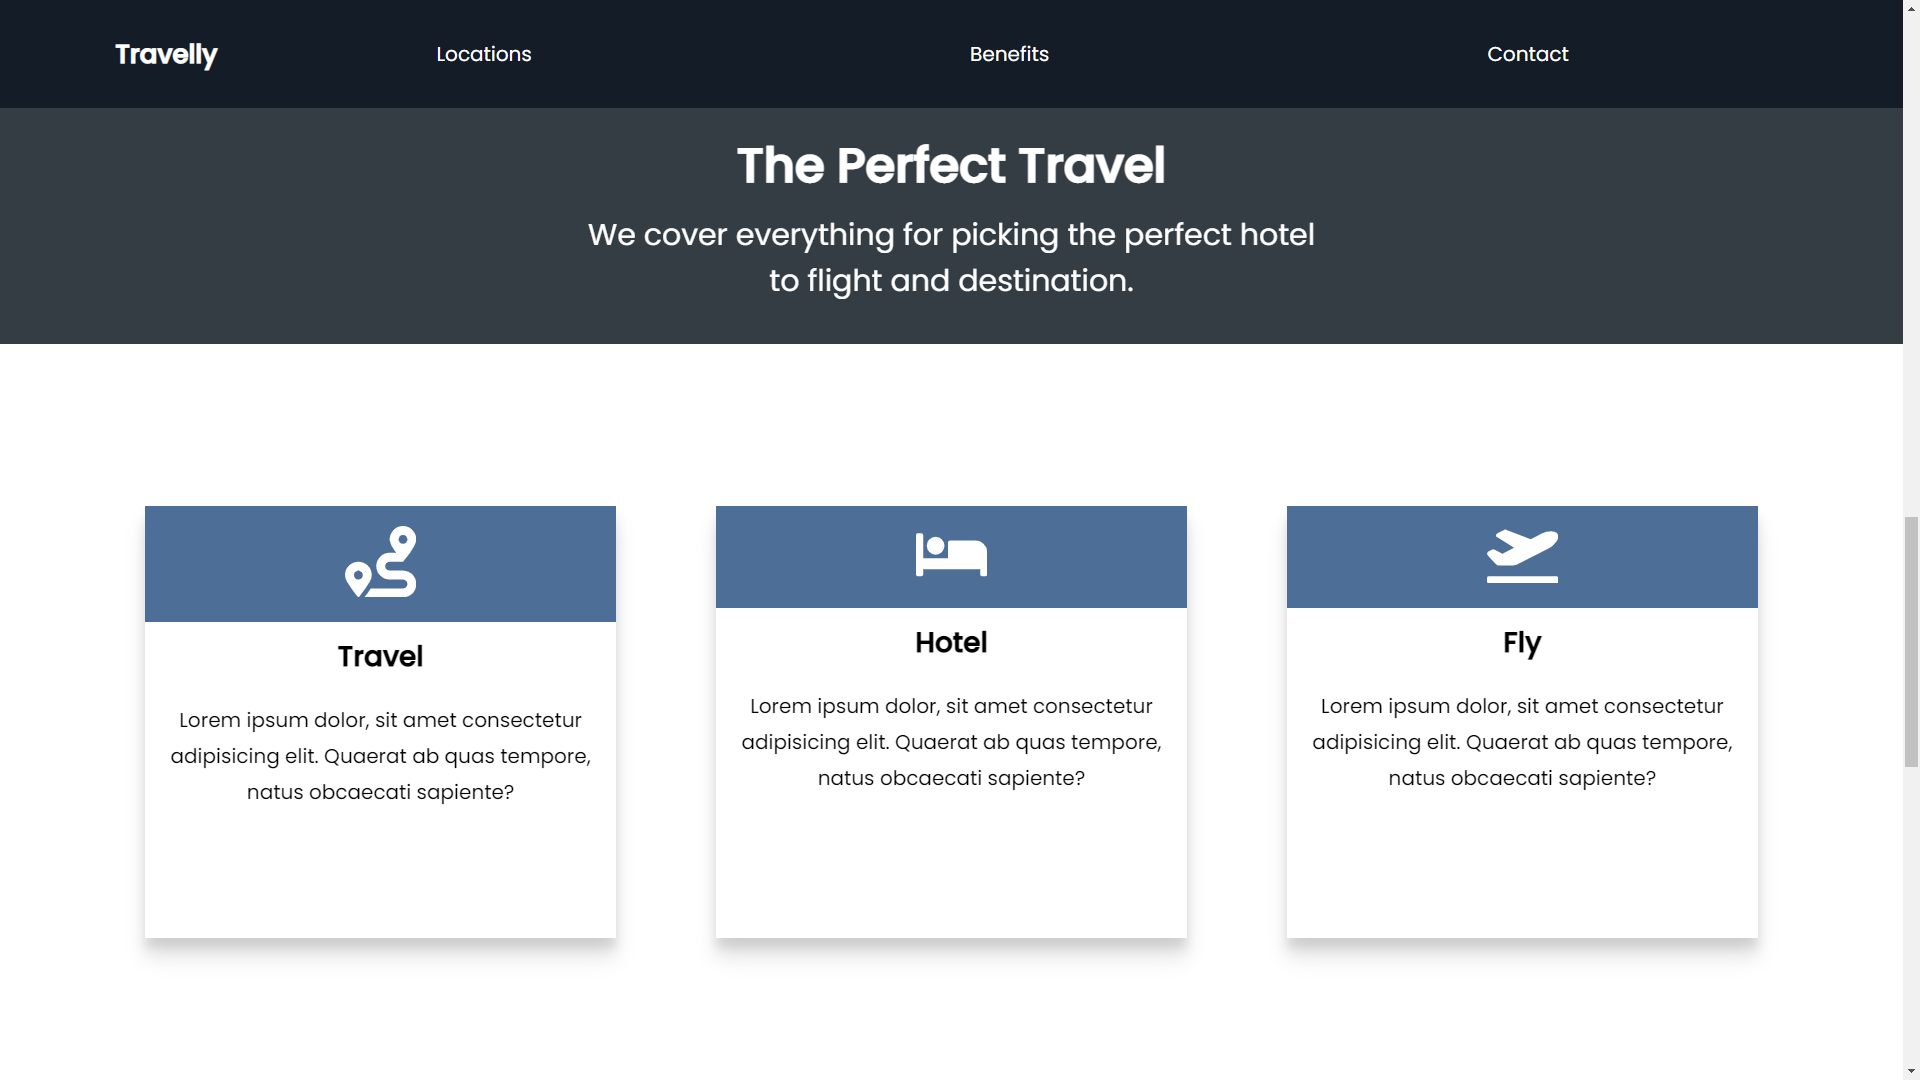 Travelly Locations Benefits Contact
The Perfect Travel
We cover everything for picking the perfect hotel
to flight and destination.
Travel
Lorem ipsum dolor, sit amet consectetur
adipisicing elit. Quaerat ab quas tempore,
natus obcaecati sapiente?
Hotel
Lorem ipsum dolor, sit amet consectetur
adipisicing elit. Quaerat ab quas tempore,
natus obcaecati sapiente?
Fly
Lorem ipsum dolor, sit amet consectetur
adipisicing elit. Quaerat ab quas tempore,
natus obcaecati sapiente?